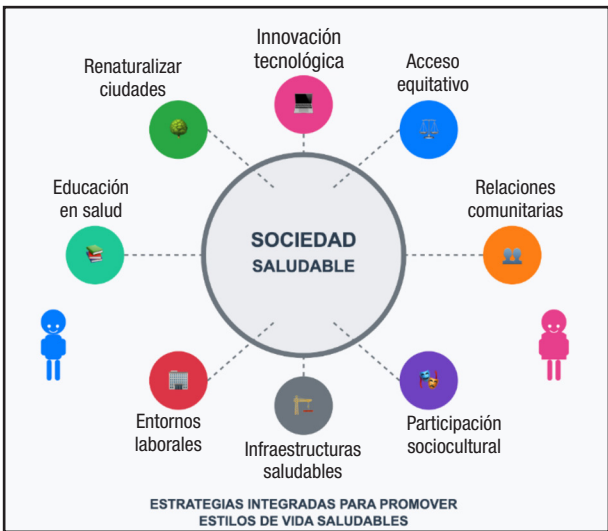 Innovación
tecnológica
Renaturalizar
ciudades
Acceso
equitativo
Educación
en salud
Relaciones
comunitarias
SOCIEDAD
SALUDABLE
Entornos
laborales
Infraestructuras
saludables
Participación
sociocultural
ESTRATEGIAS INTEGRADAS PARA PROMOVER
ESTILOS DE VIDA SALUDABLES